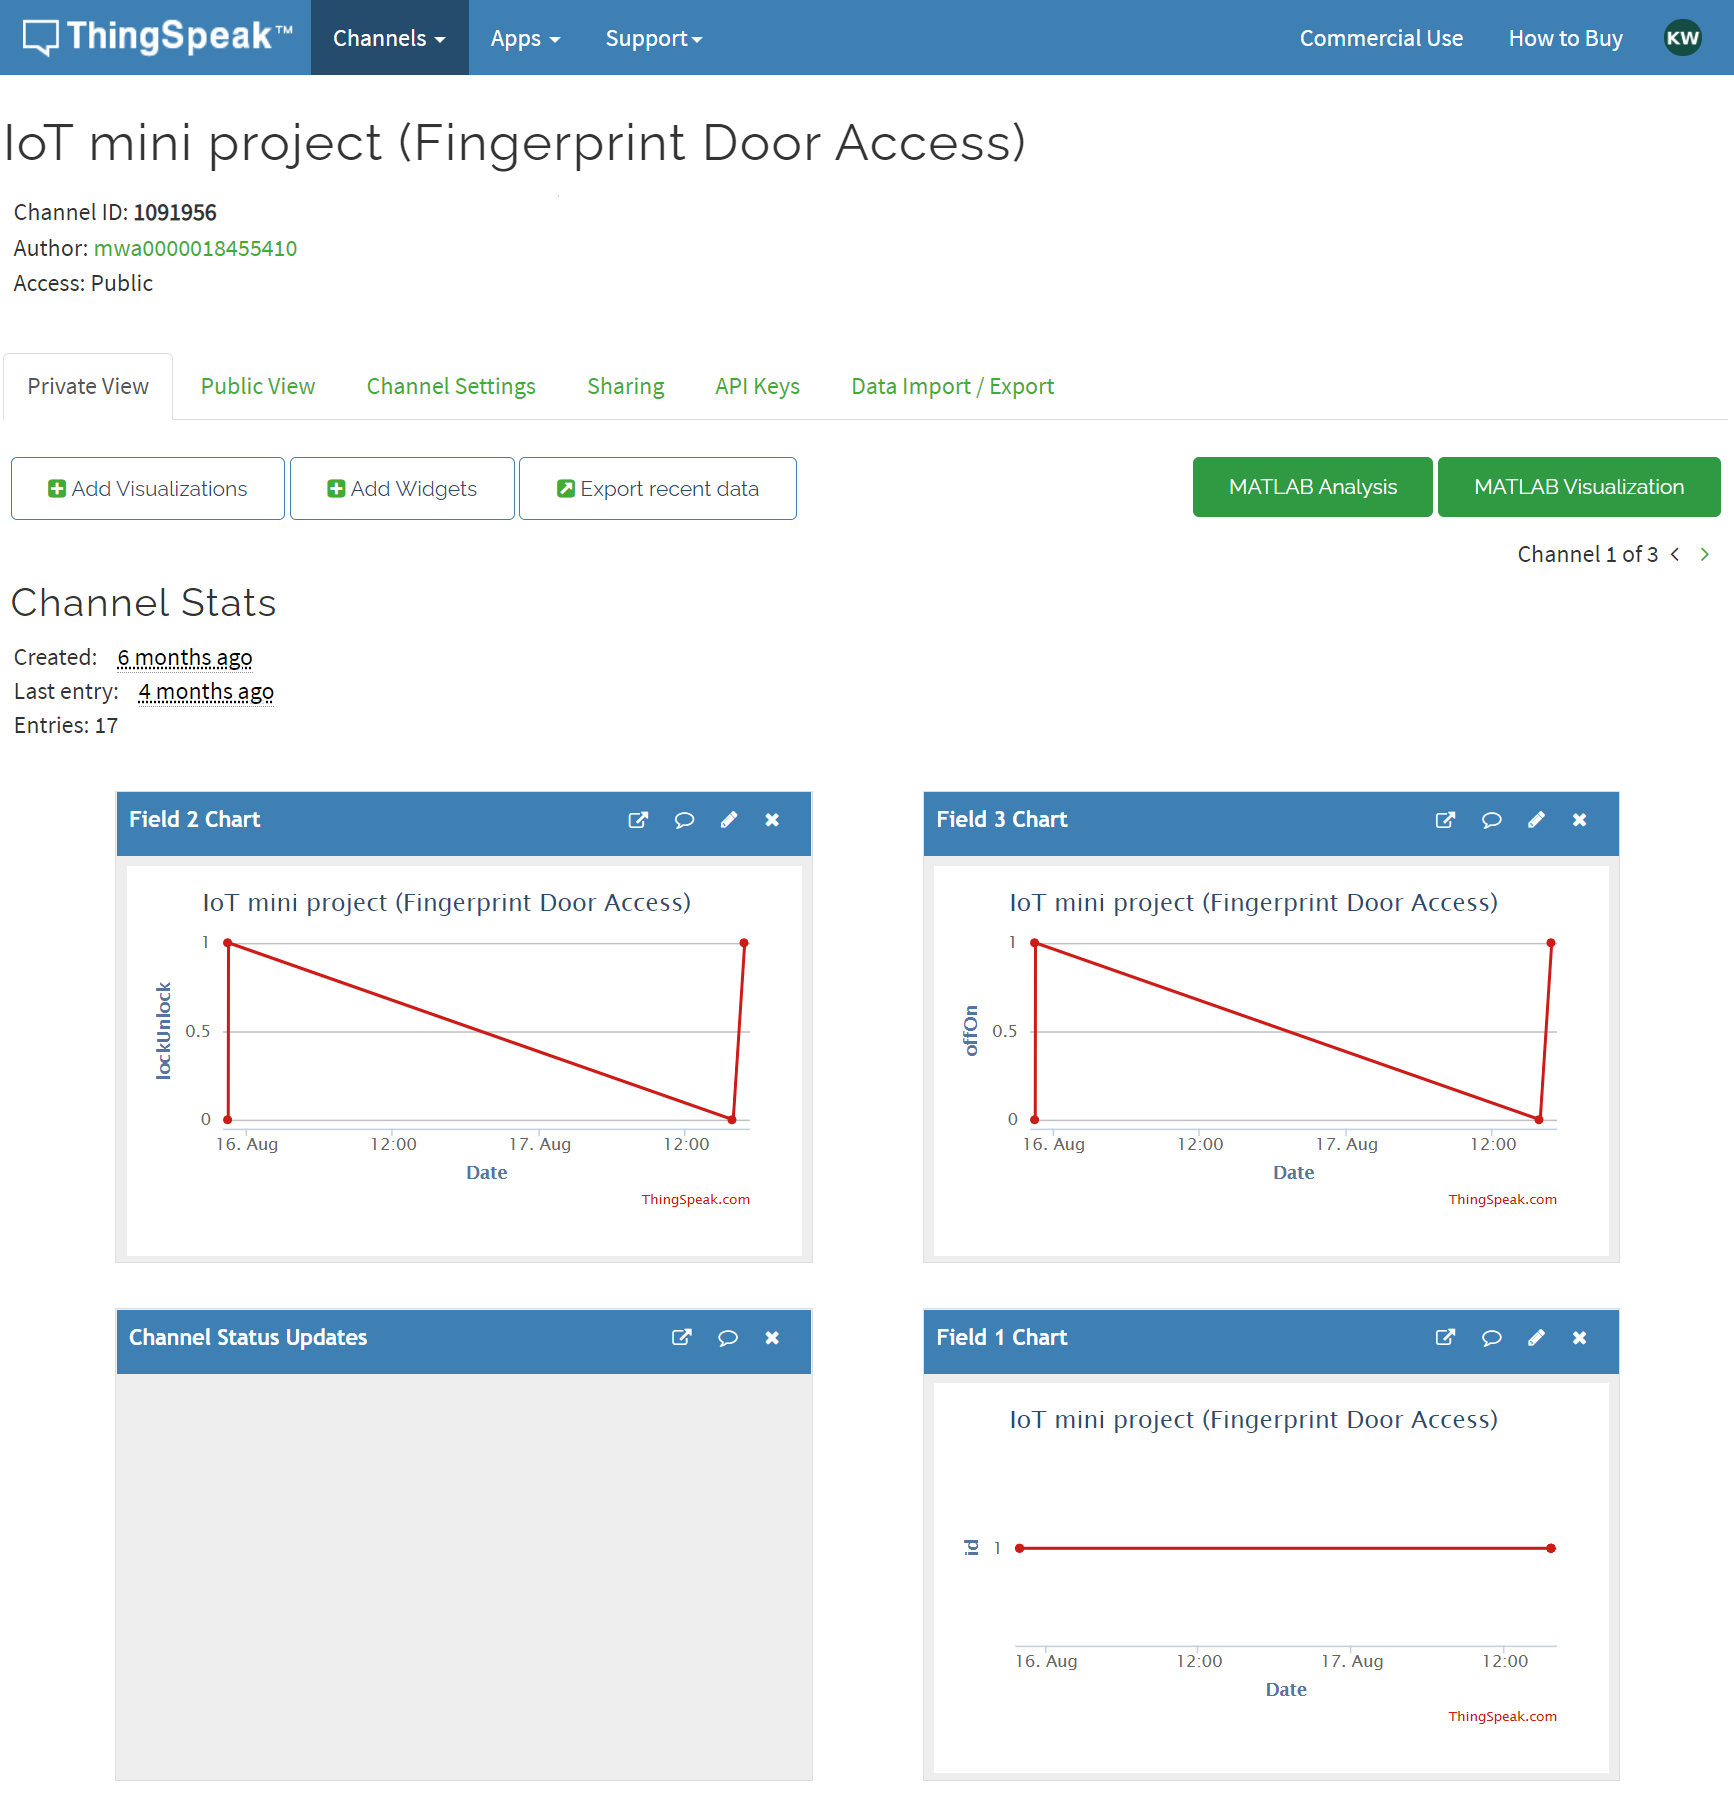 ThingSpeak™ Channels Apps Support Commercial Use How to Buy KW
IoT mini project (Fingerprint Door Access)
Channel ID: 1091956
Author: mwa0000018455410
Access: Public
Private View Public View Channel Settings Sharing API Keys Data Import / Export
Add Visualizations Add Widgets Export recent data MATLAB Analysis MATLAB Visualization
Channel 1 of 3 < >
Channel Stats
Created: 6 months ago
Last entry: 4 months ago
Entries: 17
Field 2 Chart
IoT mini project (Fingerprint Door Access)
lockUnlock
1
0.5
0
16. Aug 12:00 17. Aug 12:00
Date
ThingSpeak.com
Field 3 Chart
IoT mini project (Fingerprint Door Access)
offOn
1
0.5
0
16. Aug 12:00 17. Aug 12:00
Date
ThingSpeak.com
Channel Status Updates
Field 1 Chart
IoT mini project (Fingerprint Door Access)
id
1
16. Aug 12:00 17. Aug 12:00
Date
ThingSpeak.com